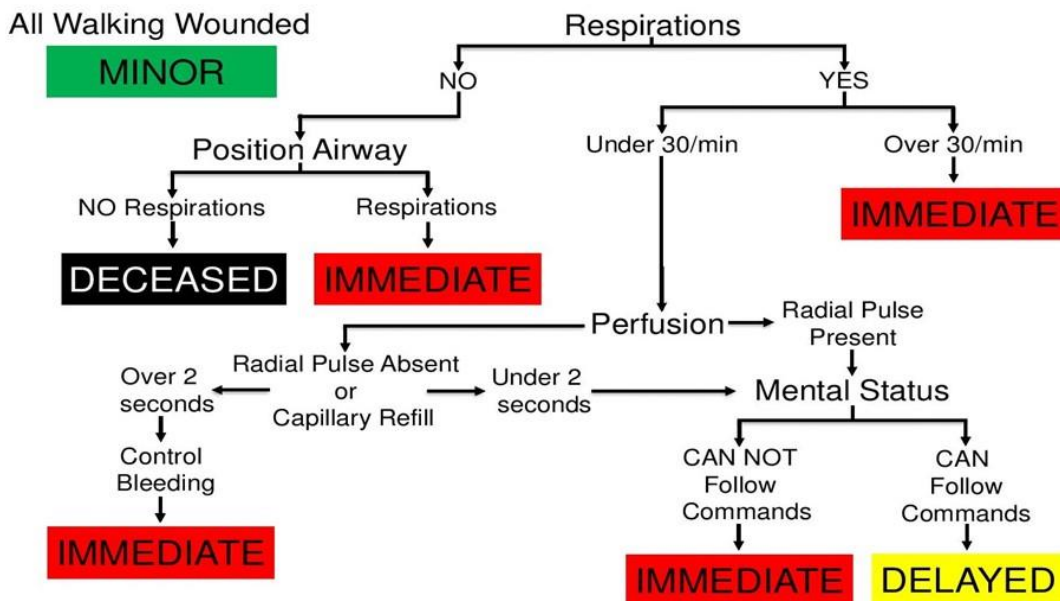 All Walking Wounded
MINOR
Respirations
NO
YES
Position Airway
Under 30/min
Over 30/min
NO Respirations
Respirations
IMMEDIATE
DECEASED
IMMEDIATE
Perfusion
Radial Pulse
Present
Over 2
seconds
Radial Pulse Absent
or
Capillary Refill
Under 2
seconds
Mental Status
Control
Bleeding
CAN NOT
Follow
Commands
CAN
Follow
Commands
IMMEDIATE
IMMEDIATE
DELAYED